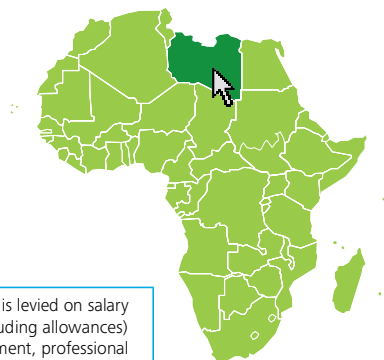 is levied on salary
uding allowances)
ment, professional